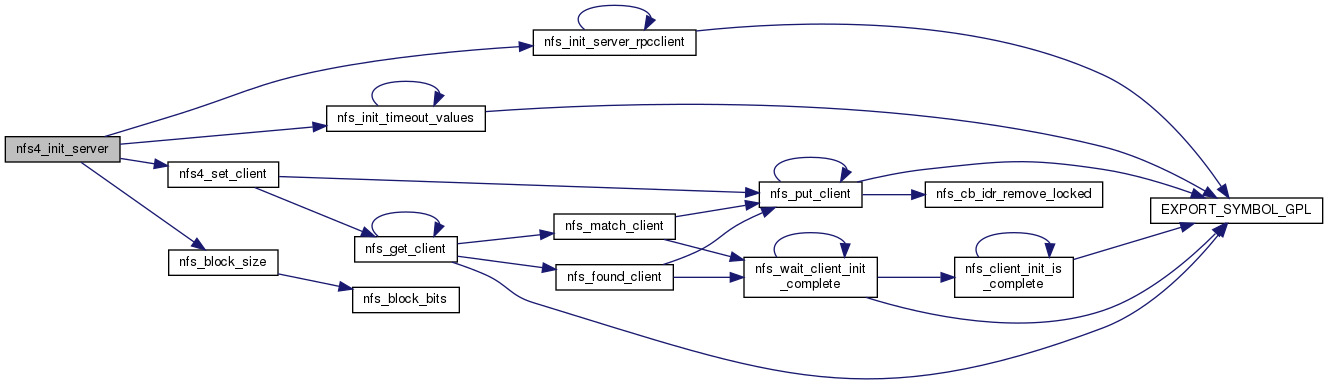 nfs_init_server_rpcclient
nfs_init_timeout_values
nfs4_init_server
nfs4_set_client
nfs_put_client
nfs_cb_idr_remove_locked
EXPORT_SYMBOL_GPL
nfs_match_client
nfs_get_client
nfs_block_size
nfs_found_client
nfs_wait_client_init
_complete
nfs_client_init_is
_complete
nfs_block_bits